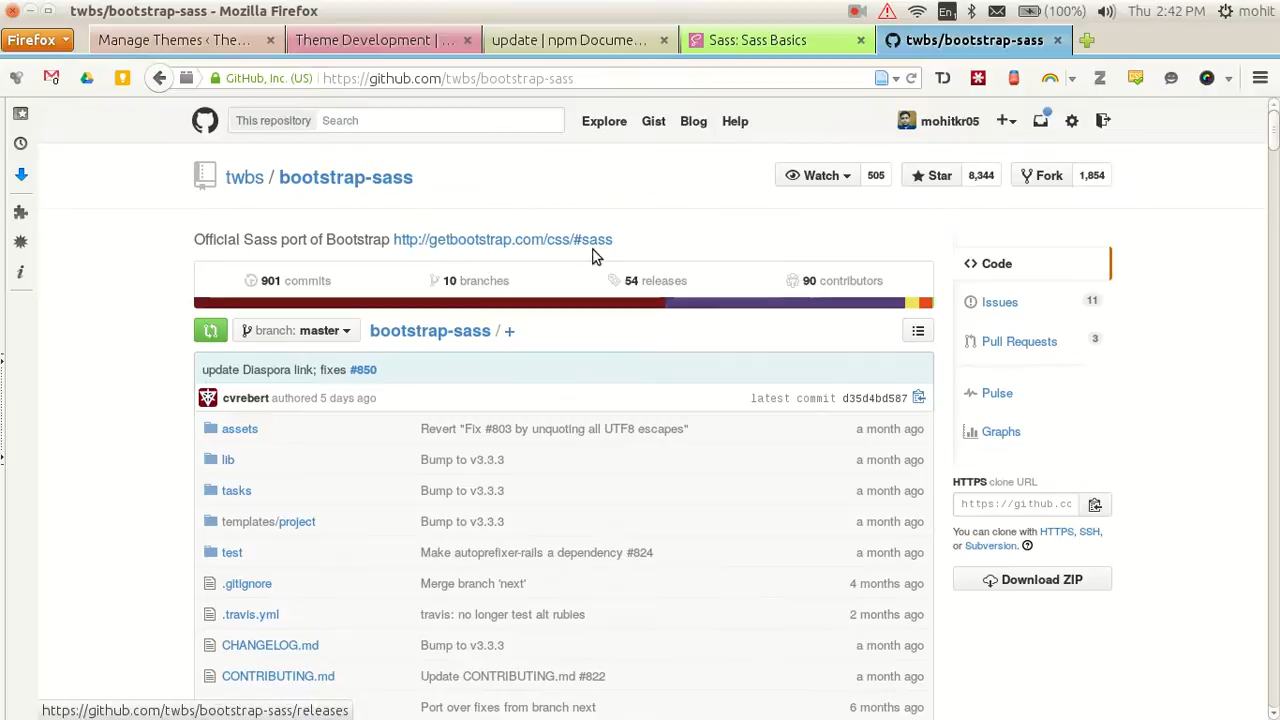 twbs/bootstrap-sass - Mozilla Firefox
En
(100%)
Thu 2:42 PM
mohit
Firefox
Manage Themes ‹ The…
Theme Development | …
update | npm Docume…
Sass: Sass Basics
twbs/bootstrap-sass
GitHub, Inc. (US)
https://github.com/twbs/bootstrap-sass
This repository
Search
Explore
Gist
Blog
Help
mohitkr05
twbs / bootstrap-sass
Watch
505
Star
8,344
Fork
1,854
Official Sass port of Bootstrap http://getbootstrap.com/css/#sass
901 commits
10 branches
54 releases
90 contributors
branch: master
bootstrap-sass / +
update Diaspora link; fixes #850
cvrebert authored 5 days ago
latest commit d35d4bd587
assets
Revert "Fix #803 by unquoting all UTF8 escapes"
a month ago
lib
Bump to v3.3.3
a month ago
tasks
Bump to v3.3.3
a month ago
templates/project
Bump to v3.3.3
a month ago
test
Make autoprefixer-rails a dependency #824
a month ago
.gitignore
Merge branch 'next'
4 months ago
.travis.yml
travis: no longer test alt rubies
2 months ago
CHANGELOG.md
Bump to v3.3.3
a month ago
CONTRIBUTING.md
Update CONTRIBUTING.md #822
a month ago
Port over fixes from branch next
6 months ago
Code
Issues
11
Pull Requests
3
Pulse
Graphs
HTTPS clone URL
https://github.cc
You can clone with HTTPS, SSH,
or Subversion.
Download ZIP
https://github.com/twbs/bootstrap-sass/releases